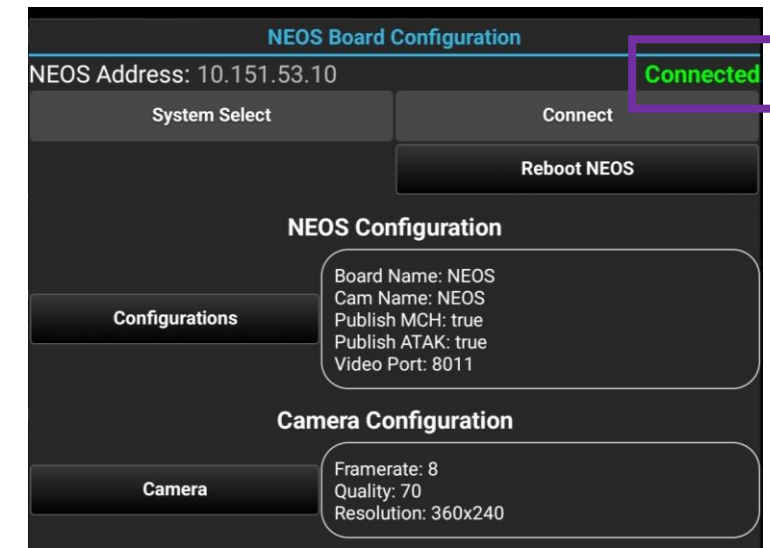 NEOS Board Configuration
NEOS Address: 10.151.53.10 Connected
System Select Connect
Reboot NEOS
NEOS Configuration
Configurations
Board Name: NEOS
Cam Name: NEOS
Publish MCH: true
Publish ATAK: true
Video Port: 8011
Camera Configuration
Camera
Framerate: 8
Quality: 70
Resolution: 360x240